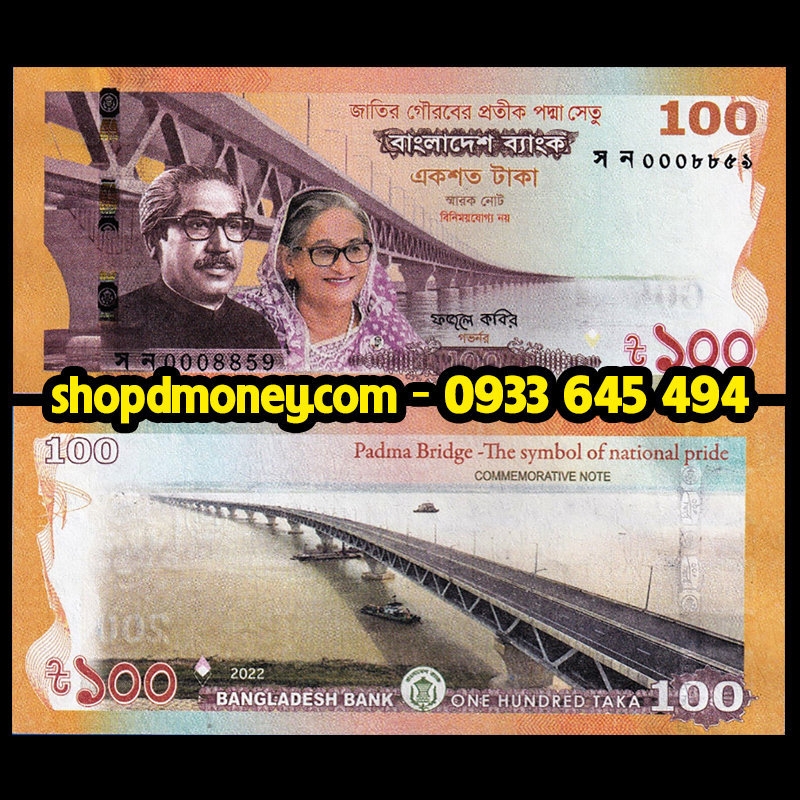 জাতির গৌরবের প্রতীক পদ্মা সেতু
100
বাংলাদেশ ব্যাংক
স ন ০০০৮৮৫৯
একশত টাকা
স্মারক নোট
বিনিময়যোগ্য নয়
ফজলে কবির
গভর্নর
স ন 0008859
৳১০০
shopdmoney.com - 0933 645 494
100
Padma Bridge -The symbol of national pride
COMMEMORATIVE NOTE
৳১০০
2022
BANGLADESH BANK
ONE HUNDRED TAKA
100